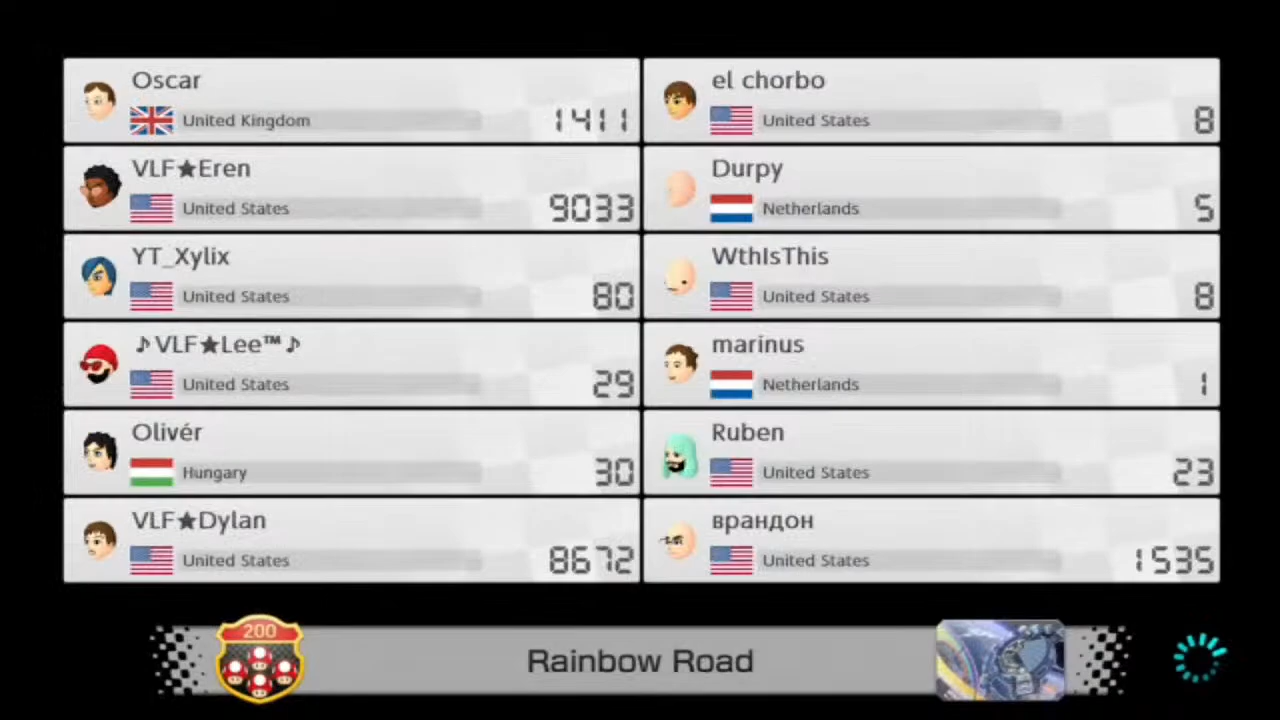 Oscar
United Kingdom 1411
VLF★Eren
United States 9033
YT_Xylix
United States 80
♪VLF★Lee™♪
United States 29
Olivér
Hungary 30
VLF★Dylan
United States 8672
el chorbo
United States 8
Durpy
Netherlands 5
WthIsThis
United States 8
marinus
Netherlands 1
Ruben
United States 23
врандон
United States 1535
200
Rainbow Road